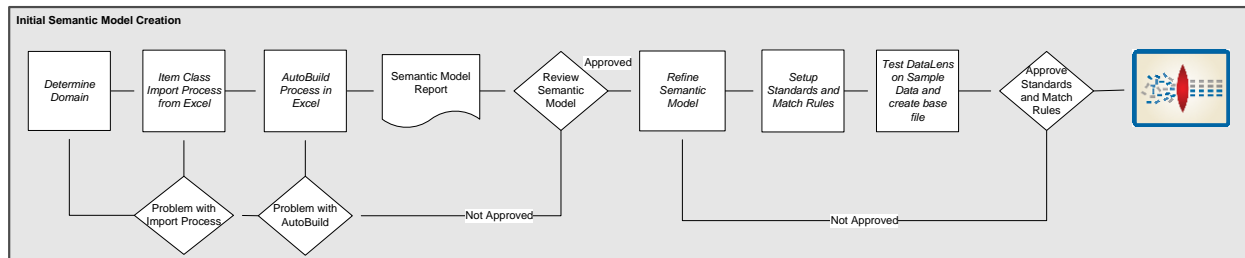 Initial Semantic Model Creation
Determine
Domain
Item Class
Import Process
from Excel
AutoBuild
Process in
Excel
Semantic Model
Report
Review
Semantic
Model
Approved
Refine
Semantic
Model
Setup
Standards and
Match Rules
Test DataLens
on Sample
Data and
create base
file
Approve
Standards
and Match
Rules
Problem with
Import Process
Problem with
AutoBuild
Not Approved
Not Approved